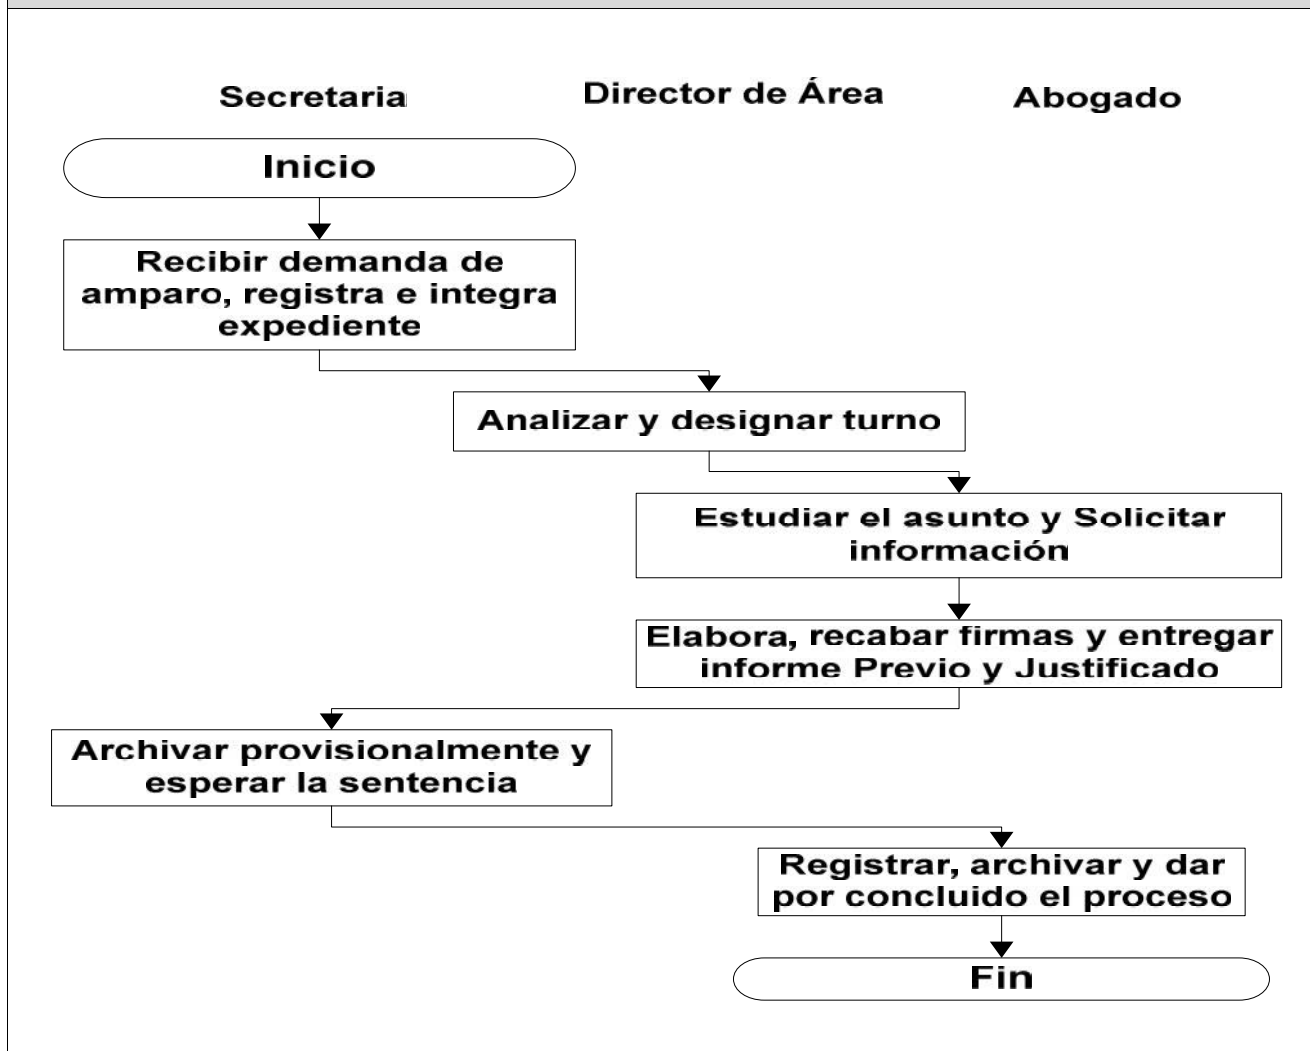 Secretaria
Director de Área
Abogado
Inicio
Recibir demanda de
amparo, registra e integra
expediente
Analizar y designar turno
Estudiar el asunto y Solicitar
información
Elabora, recabar firmas y entregar
informe Previo y Justificado
Archivar provisionalmente y
esperar la sentencia
Registrar, archivar y dar
por concluido el proceso
Fin